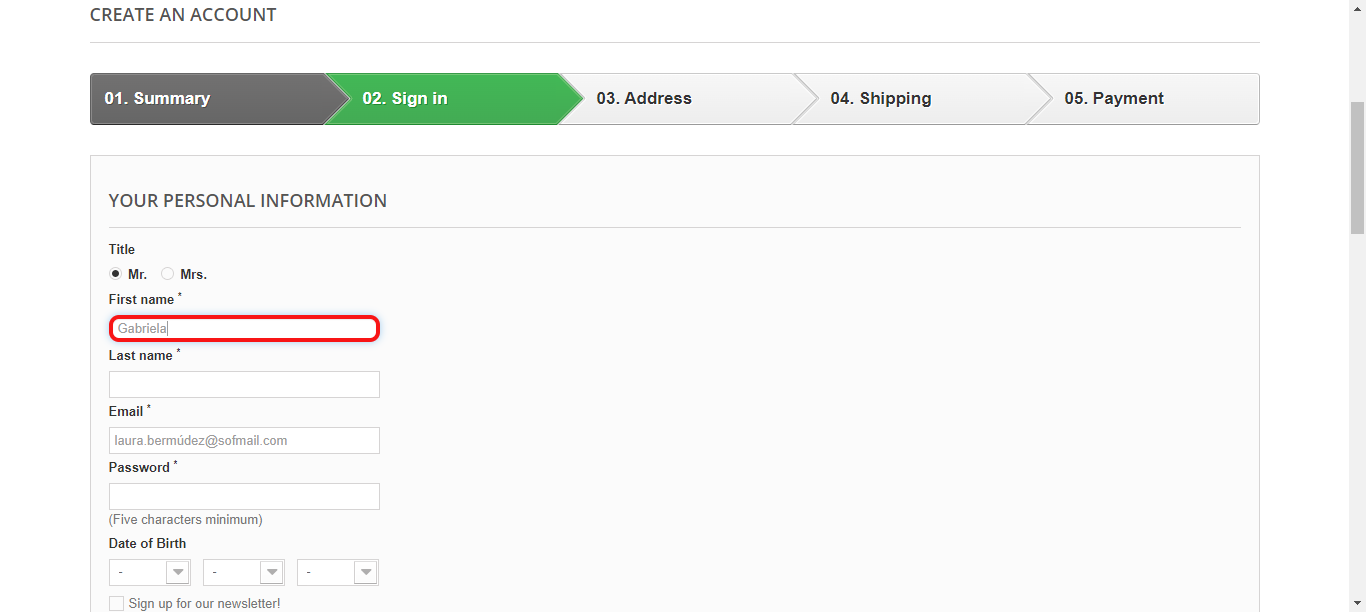 CREATE AN ACCOUNT
01. Summary 02. Sign in 03. Address 04. Shipping 05. Payment
YOUR PERSONAL INFORMATION
Title
Mr. Mrs.
First name *
Gabriela
Last name *
Email *
laura.bermúdez@sofmail.com
Password *
(Five characters minimum)
Date of Birth
- - -
Sign up for our newsletter!